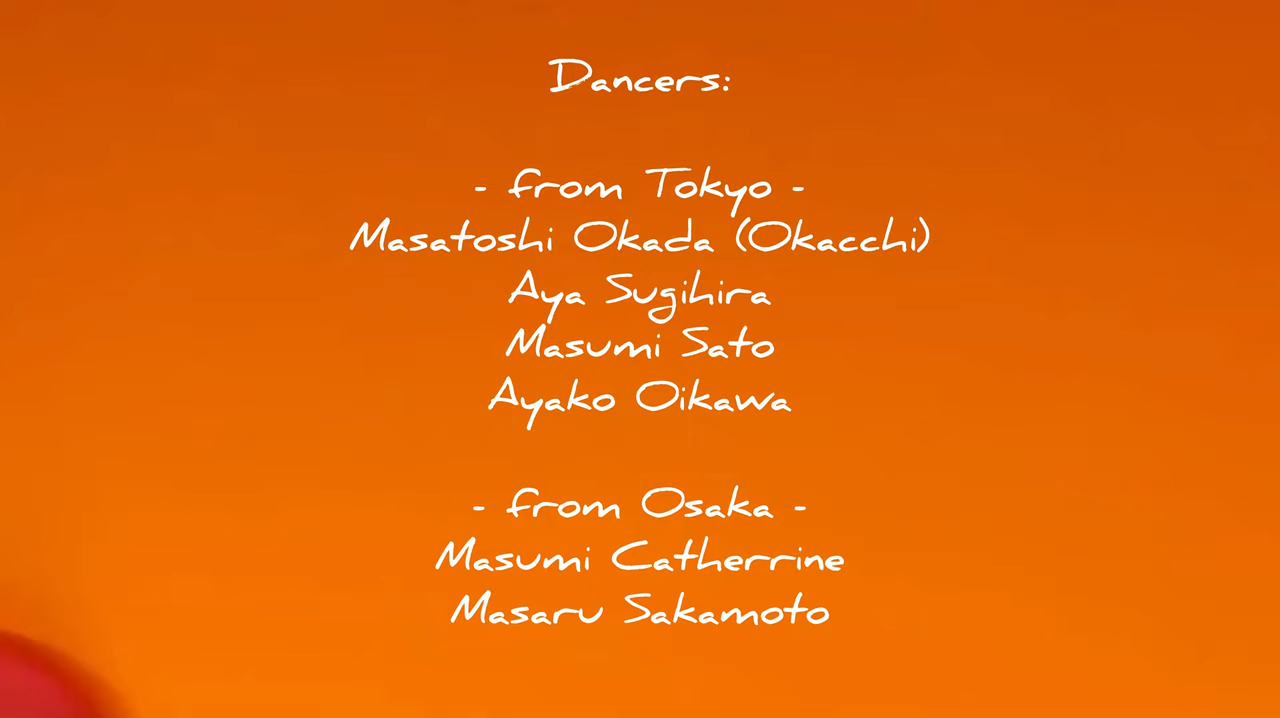 Dancers:
- from Tokyo -
Masatoshi Okada (Okacchi)
Aya Sugihira
Masumi Sato
Ayako Oikawa
- from Osaka -
Masumi Catherrine
Masaru Sakamoto